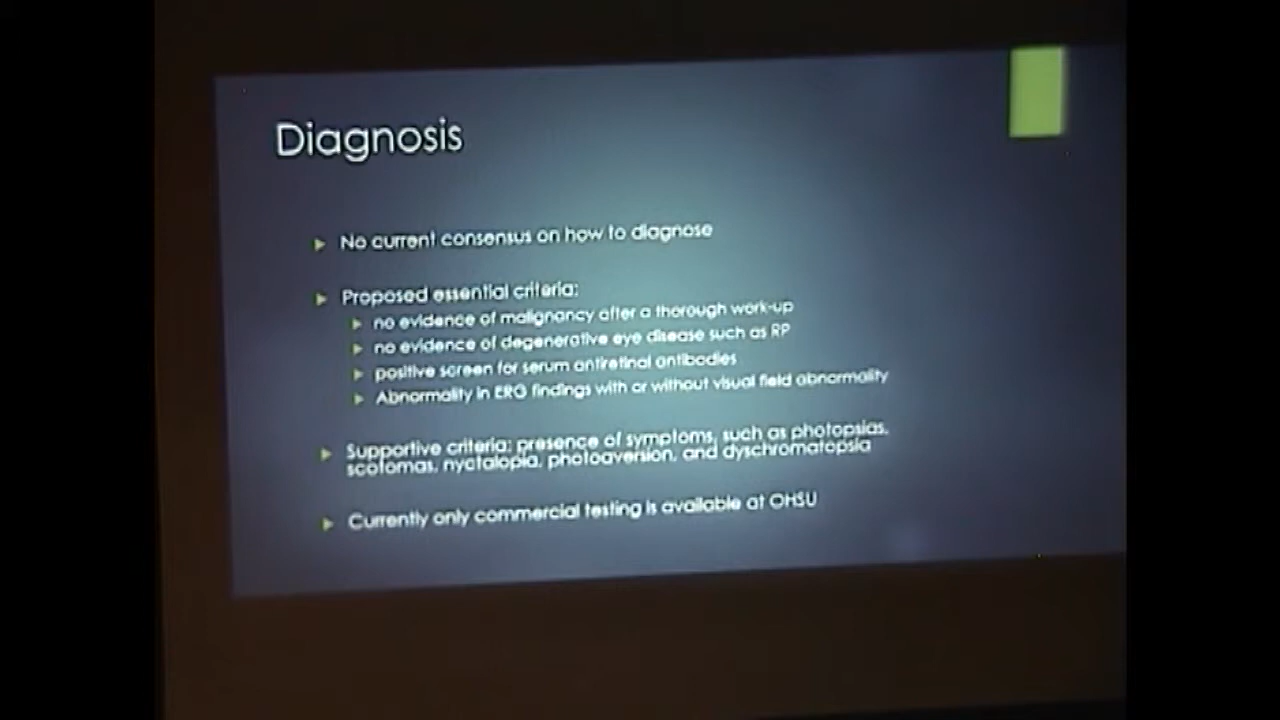 Diagnosis
No current consensus on how to diagnose
Proposed essential criteria:
no evidence of malignancy after a thorough work-up
no evidence of degenerative eye disease such as RP
positive screen for serum antiretinal antibodies
Abnormality in ERG findings with or without visual field abnormality
Supportive criteria: presence of symptoms, such as photopsias,
scotomas, nyctalopia, photoaversion, and dyschromatopsia
Currently only commercial testing is available at OHSU